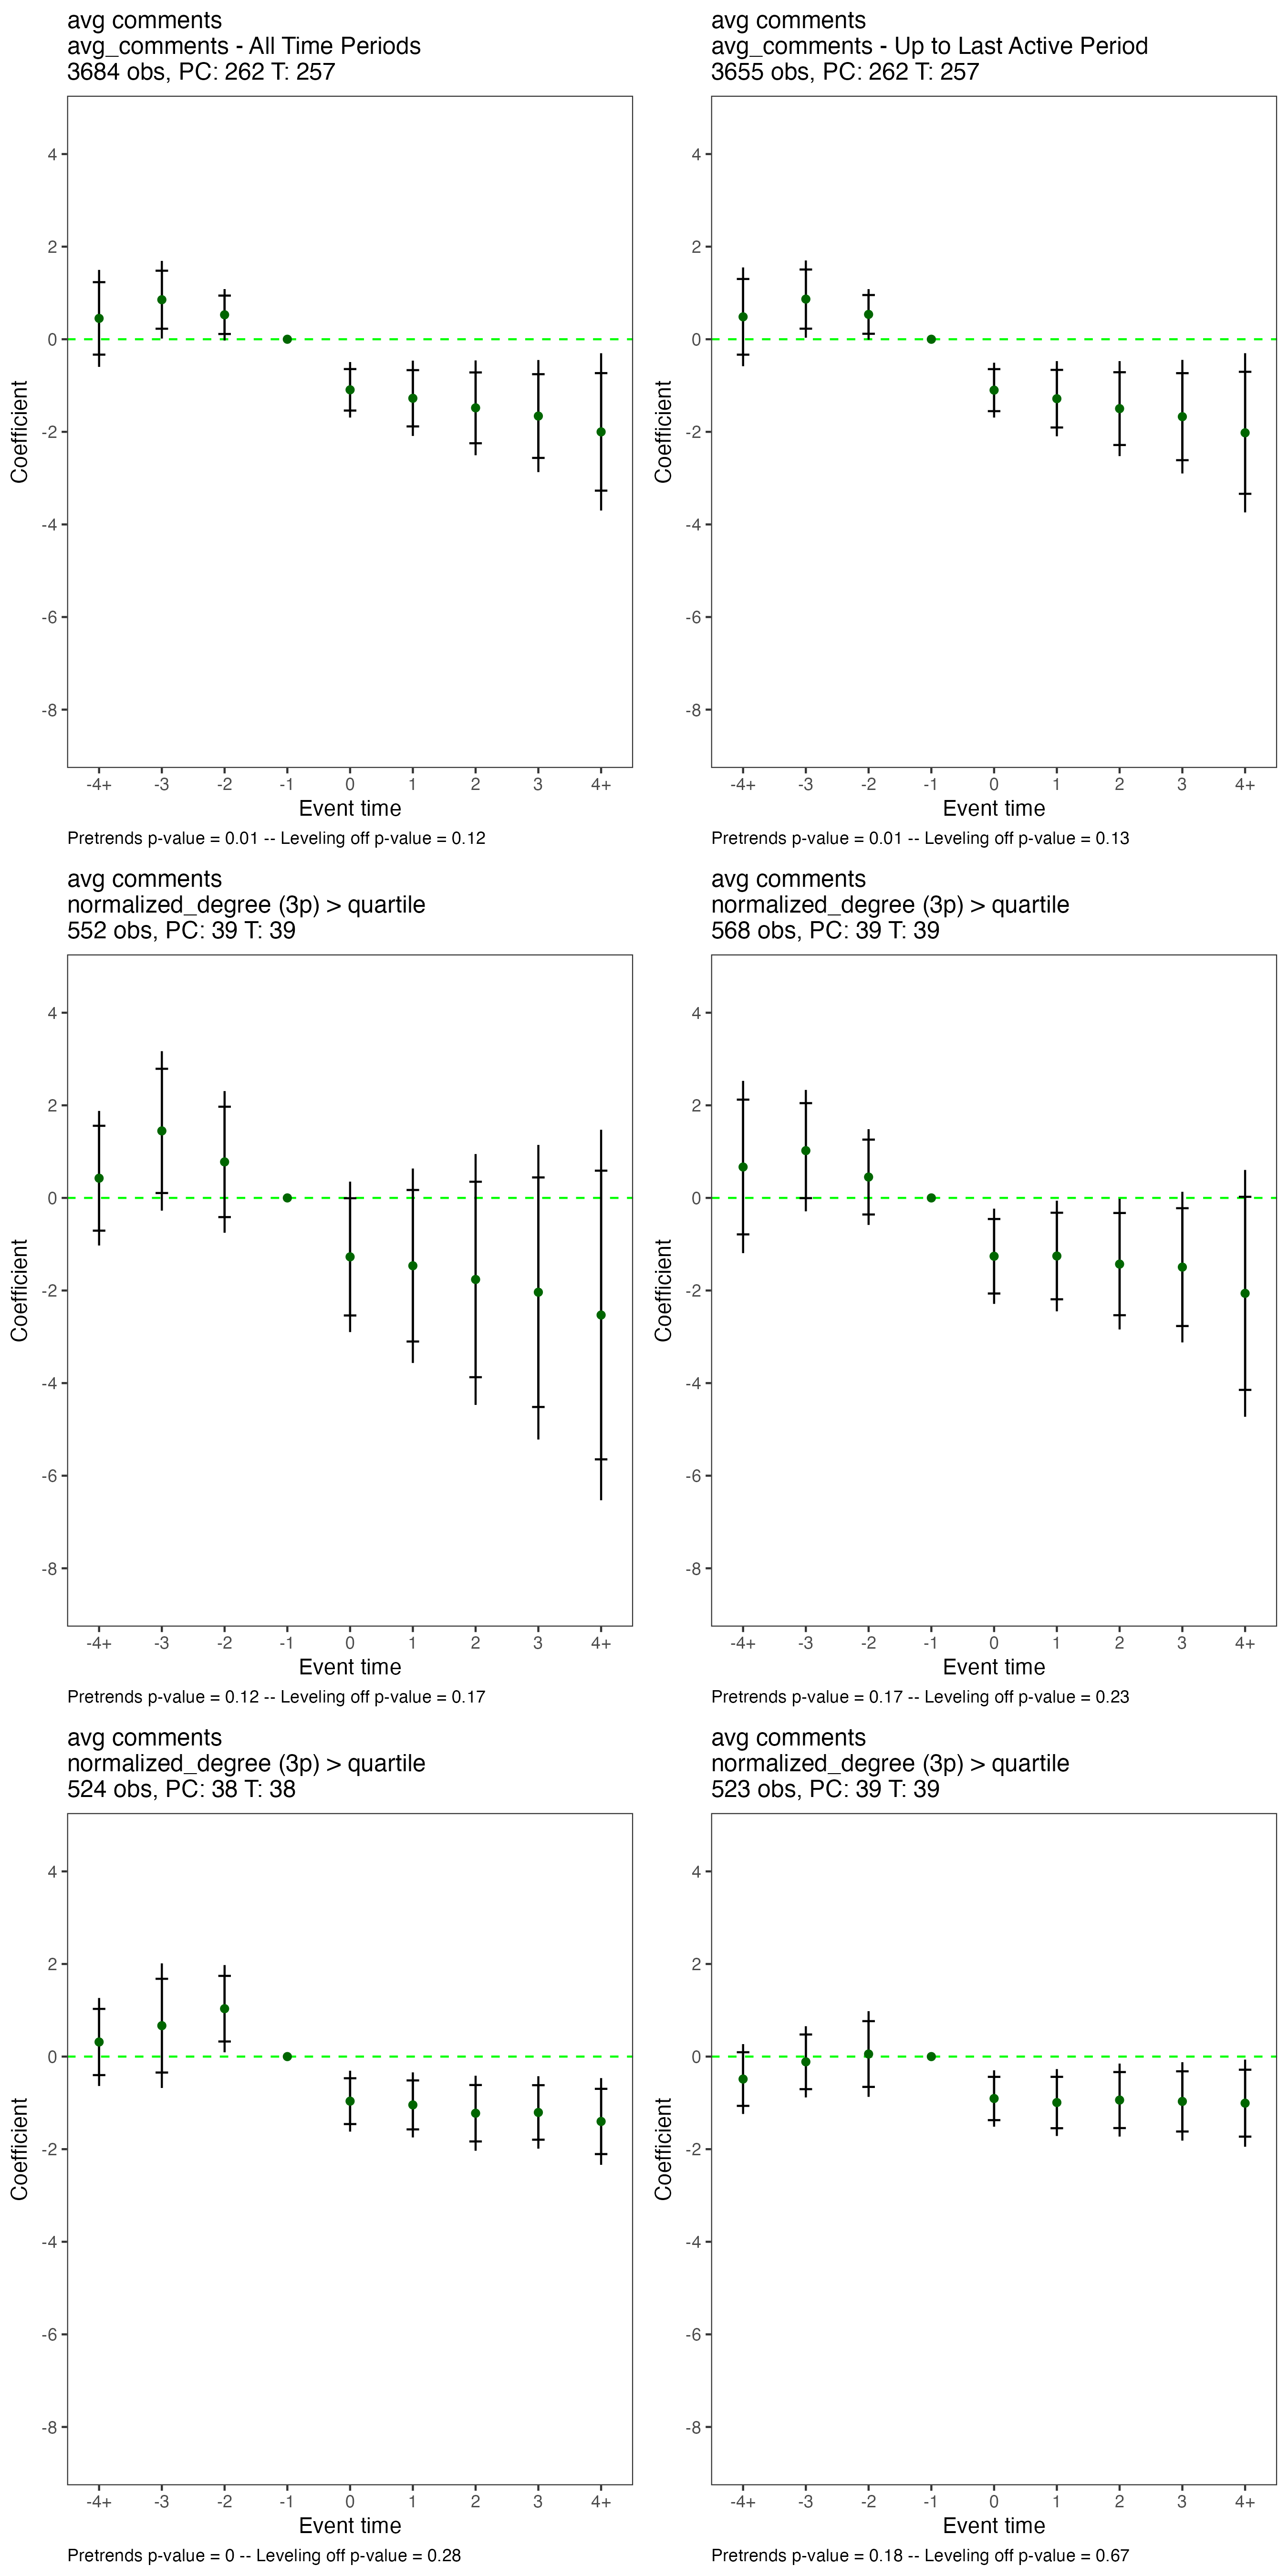 avg comments
avg_comments - All Time Periods
3684 obs, PC: 262 T: 257
4
2
0
-2
-4
-6
-8
Coefficient
-4+ -3 -2 -1 0 1 2 3 4+
Event time
Pretrends p-value = 0.01 -- Leveling off p-value = 0.12
avg comments
avg_comments - Up to Last Active Period
3655 obs, PC: 262 T: 257
4
2
0
-2
-4
-6
-8
Coefficient
-4+ -3 -2 -1 0 1 2 3 4+
Event time
Pretrends p-value = 0.01 -- Leveling off p-value = 0.13
avg comments
normalized_degree (3p) > quartile
552 obs, PC: 39 T: 39
4
2
0
-2
-4
-6
-8
Coefficient
-4+ -3 -2 -1 0 1 2 3 4+
Event time
Pretrends p-value = 0.12 -- Leveling off p-value = 0.17
avg comments
normalized_degree (3p) > quartile
568 obs, PC: 39 T: 39
4
2
0
-2
-4
-6
-8
Coefficient
-4+ -3 -2 -1 0 1 2 3 4+
Event time
Pretrends p-value = 0.17 -- Leveling off p-value = 0.23
avg comments
normalized_degree (3p) > quartile
524 obs, PC: 38 T: 38
4
2
0
-2
-4
-6
-8
Coefficient
-4+ -3 -2 -1 0 1 2 3 4+
Event time
Pretrends p-value = 0 -- Leveling off p-value = 0.28
avg comments
normalized_degree (3p) > quartile
523 obs, PC: 39 T: 39
4
2
0
-2
-4
-6
-8
Coefficient
-4+ -3 -2 -1 0 1 2 3 4+
Event time
Pretrends p-value = 0.18 -- Leveling off p-value = 0.67